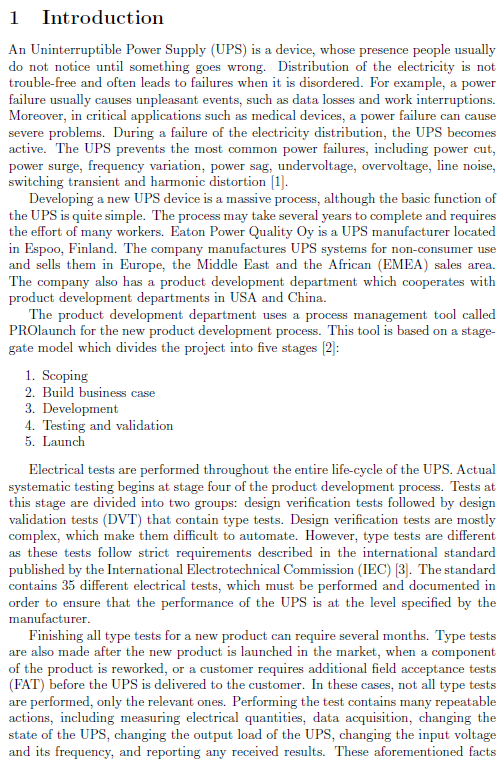 1 Introduction
An Uninterruptible Power Supply (UPS) is a device, whose presence people usually
do not notice until something goes wrong. Distribution of the electricity is not
trouble-free and often leads to failures when it is disordered. For example, a power
failure usually causes unpleasant events, such as data losses and work interruptions.
Moreover, in critical applications such as medical devices, a power failure can cause
severe problems. During a failure of the electricity distribution, the UPS becomes
active. The UPS prevents the most common power failures, including power cut,
power surge, frequency variation, power sag, undervoltage, overvoltage, line noise,
switching transient and harmonic distortion [1].
Developing a new UPS device is a massive process, although the basic function of
the UPS is quite simple. The process may take several years to complete and requires
the effort of many workers. Eaton Power Quality Oy is a UPS manufacturer located
in Espoo, Finland. The company manufactures UPS systems for non-consumer use
and sells them in Europe, the Middle East and the African (EMEA) sales area.
The company also has a product development department which cooperates with
product development departments in USA and China.
The product development department uses a process management tool called
PROlaunch for the new product development process. This tool is based on a stage-
gate model which divides the project into five stages [2]:
1. Scoping
2. Build business case
3. Development
4. Testing and validation
5. Launch
Electrical tests are performed throughout the entire life-cycle of the UPS. Actual
systematic testing begins at stage four of the product development process. Tests at
this stage are divided into two groups: design verification tests followed by design
validation tests (DVT) that contain type tests. Design verification tests are mostly
complex, which make them difficult to automate. However, type tests are different
as these tests follow strict requirements described in the international standard
published by the International Electrotechnical Commission (IEC) [3]. The standard
contains 35 different electrical tests, which must be performed and documented in
order to ensure that the performance of the UPS is at the level specified by the
manufacturer.
Finishing all type tests for a new product can require several months. Type tests
are also made after the new product is launched in the market, when a component
of the product is reworked, or a customer requires additional field acceptance tests
(FAT) before the UPS is delivered to the customer. In these cases, not all type tests
are performed, only the relevant ones. Performing the test contains many repeatable
actions, including measuring electrical quantities, data acquisition, changing the
state of the UPS, changing the output load of the UPS, changing the input voltage
and its frequency, and reporting any received results. These aforementioned facts